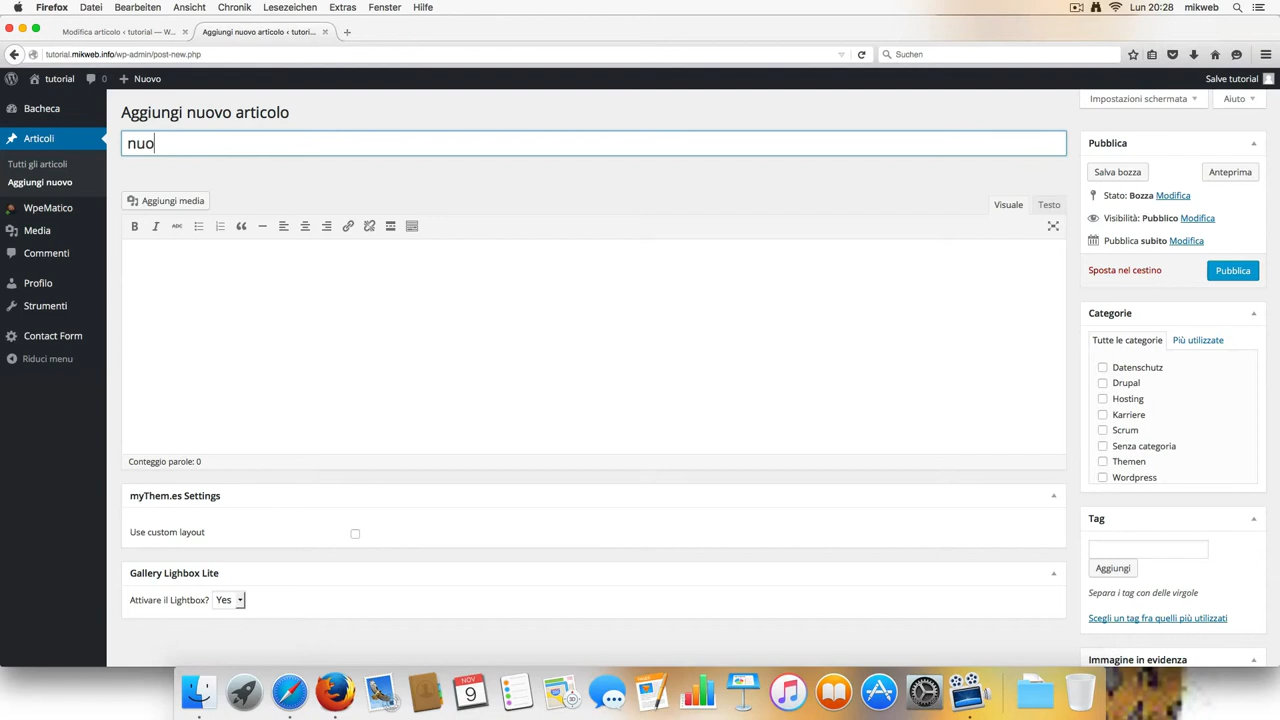 Firefox Datei Bearbeiten Ansicht Chronik Lesezeichen Extras Fenster Hilfe Lun 20:28 mikweb
Modifica articolo ‹ tutorial — W... Aggiungi nuovo articolo ‹ tutori...
tutorial.mikweb.info/wp-admin/post-new.php Suchen
tutorial 0 Nuovo Salve tutorial
Impostazioni schermata Aiuto
Bacheca
Articoli
Tutti gli articoli
Aggiungi nuovo
WpeMatico
Media
Commenti
Profilo
Strumenti
Contact Form
Riduci menu
Aggiungi nuovo articolo
nuo
Aggiungi media
Visuale Testo
B I ABC
Conteggio parole: 0
myThem.es Settings
Use custom layout
Gallery Lighbox Lite
Attivare il Lightbox? Yes
Pubblica
Salva bozza Anteprima
Stato: Bozza Modifica
Visibilità: Pubblico Modifica
Pubblica subito Modifica
Sposta nel cestino Pubblica
Categorie
Tutte le categorie Più utilizzate
Datenschutz
Drupal
Hosting
Karriere
Scrum
Senza categoria
Themen
Wordpress
Tag
Aggiungi
Separa i tag con delle virgole
Scegli un tag fra quelli più utilizzati
Immagine in evidenza
NOV
9